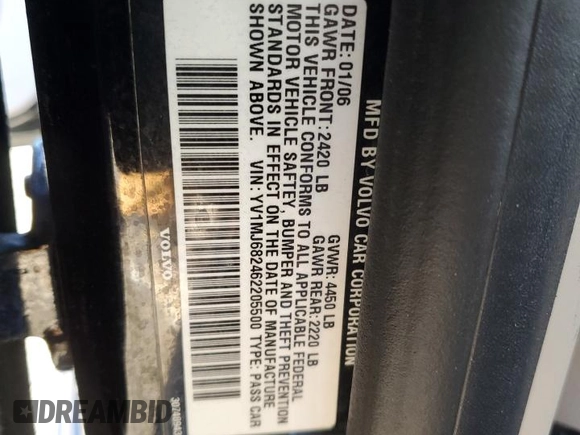 MFD BY VOLVO CAR CORPORATION
DATE: 01/06
GVWR: 4450 LB
GAWR FRONT: 2420 LB
GAWR REAR: 2220 LB
THIS VEHICLE CONFORMS TO ALL APPLICABLE FEDERAL
MOTOR VEHICLE SAFTEY, BUMPER AND THEFT PREVENTION
STANDARDS IN EFFECT ON THE DATE OF MANUFACTURE
SHOWN ABOVE.
VIN: YV1MJ682462205500 TYPE: PASS CAR
VOLVO
DREAMBID